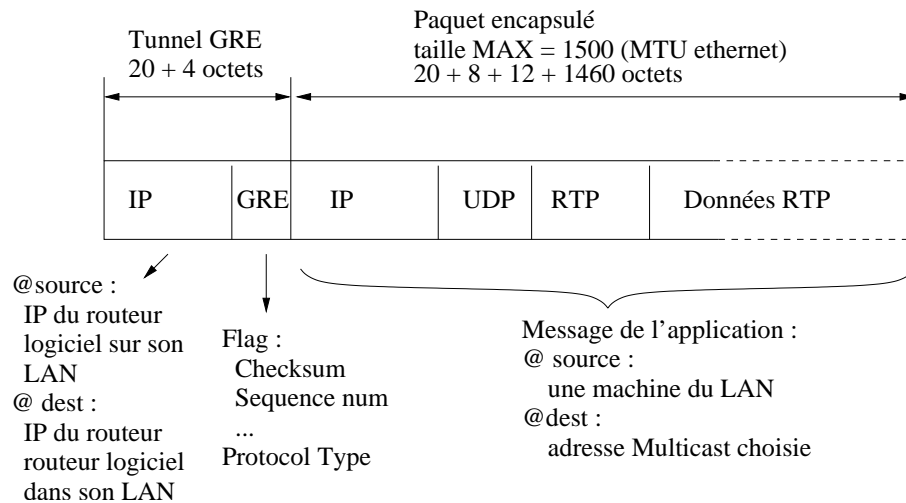 Tunnel GRE
20 + 4 octets
Paquet encapsulé
taille MAX = 1500 (MTU ethernet)
20 + 8 + 12 + 1460 octets
IP
GRE
IP
UDP
RTP
Données RTP
@source :
IP du routeur
logiciel sur son
LAN
@ dest :
IP du routeur
routeur logiciel
dans son LAN
Flag :
Checksum
Sequence num
...
Protocol Type
Message de l’application :
@ source :
une machine du LAN
@dest :
adresse Multicast choisie